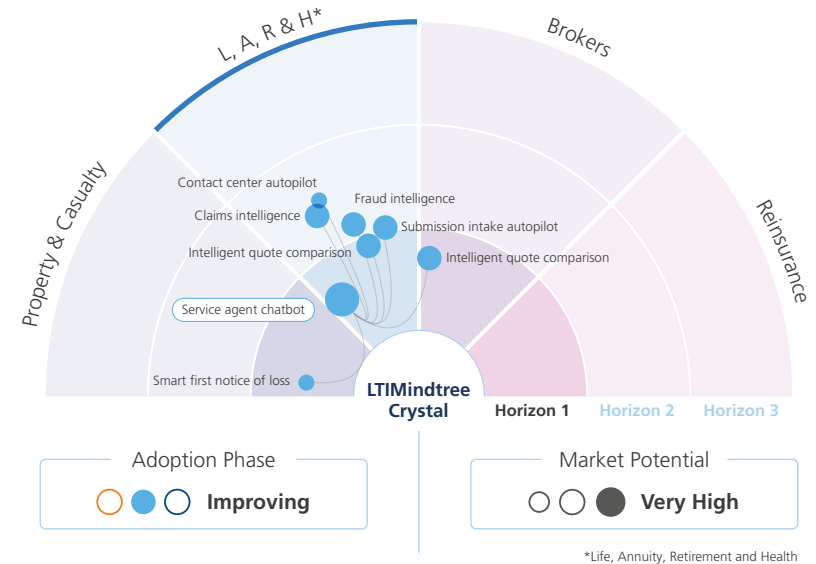 L, A, R & H*
Brokers
Property & Casualty
Reinsurance
Contact center autopilot
Fraud intelligence
Claims intelligence
Submission intake autopilot
Intelligent quote comparison
Intelligent quote comparison
Service agent chatbot
Smart first notice of loss
LTIMindtree
Crystal
Horizon 1
Horizon 2
Horizon 3
Adoption Phase
Improving
Market Potential
Very High
*Life, Annuity, Retirement and Health